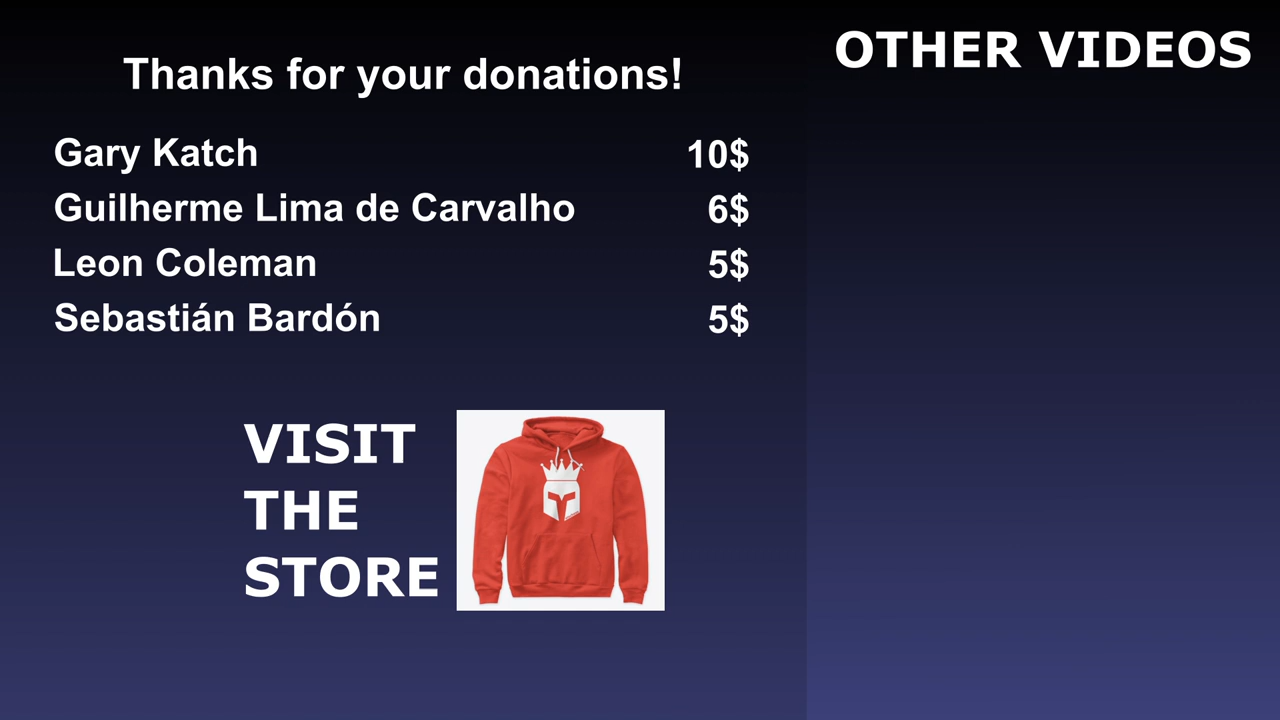 Thanks for your donations!
Gary Katch 10$
Guilherme Lima de Carvalho 6$
Leon Coleman 5$
Sebastián Bardón 5$
VISIT
THE
STORE
OTHER VIDEOS